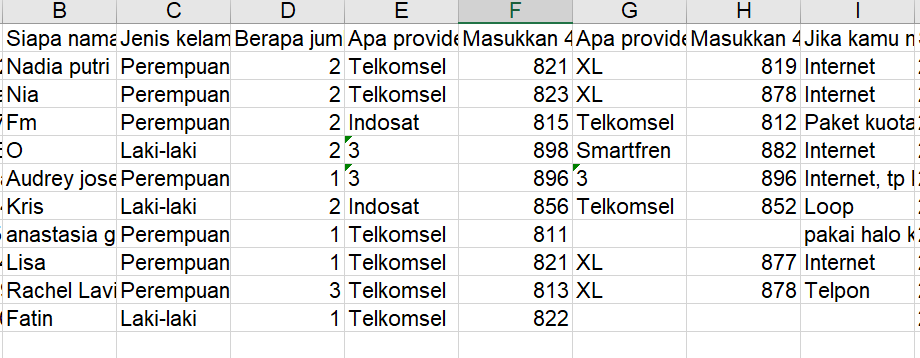 B C D E F G H I
Siapa nama Jenis kelam Berapa jum Apa provide Masukkan 4 Apa provide Masukkan 4 Jika kamu n
Nadia putri Perempuan 2 Telkomsel 821 XL 819 Internet
Nia Perempuan 2 Telkomsel 823 XL 878 Internet
Fm Perempuan 2 Indosat 815 Telkomsel 812 Paket kuota
O Laki-laki 2 3 898 Smartfren 882 Internet
Audrey jose Perempuan 1 3 896 3 896 Internet, tp
Kris Laki-laki 2 Indosat 856 Telkomsel 852 Loop
anastasia g Perempuan 1 Telkomsel 811 pakai halo k
Lisa Perempuan 1 Telkomsel 821 XL 877 Internet
Rachel Lavi Perempuan 3 Telkomsel 813 XL 878 Telpon
Fatin Laki-laki 1 Telkomsel 822